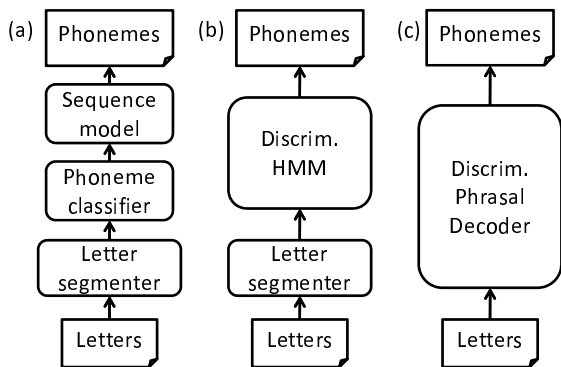 (a)
Phonemes
Sequence
model
Phoneme
classifier
Letter
segmenter
Letters
(b)
Phonemes
Discrim.
HMM
Letter
segmenter
Letters
(c)
Phonemes
Discrim.
Phrasal
Decoder
Letters